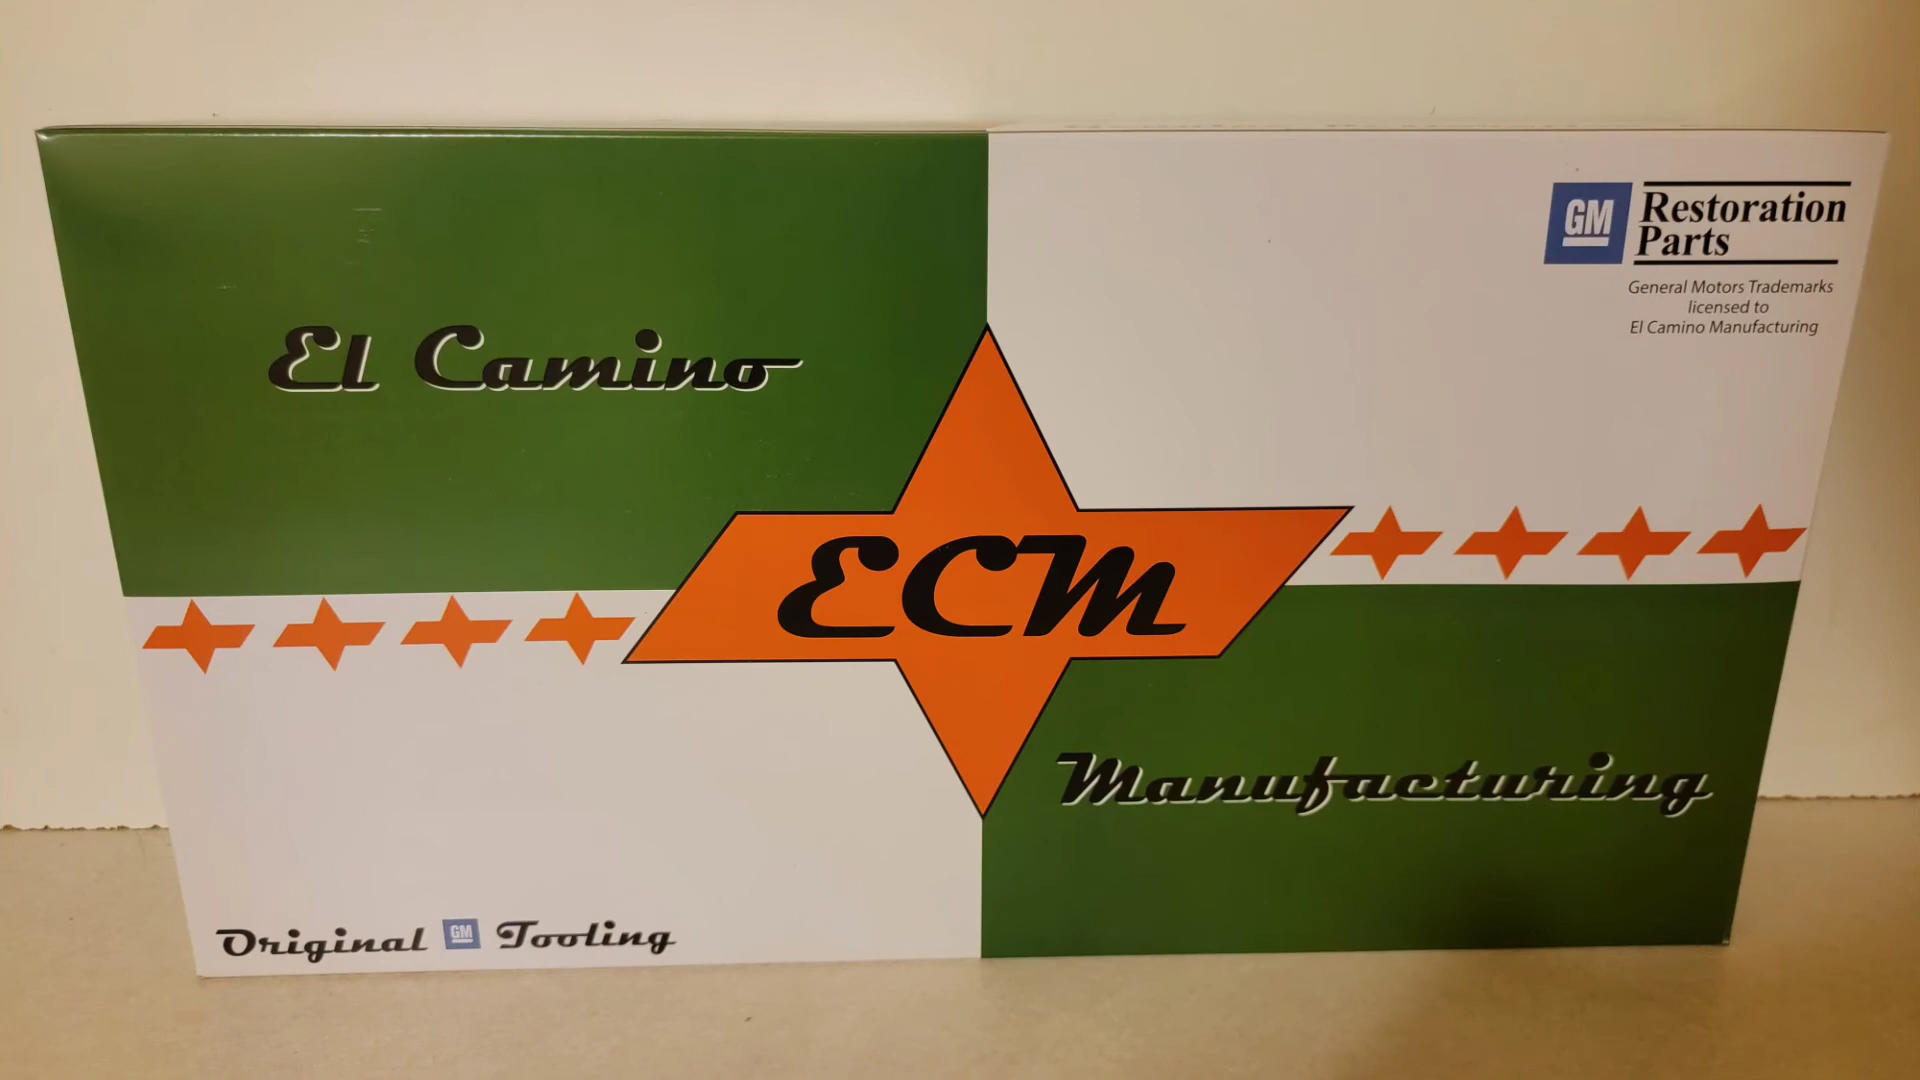 El Camino
GM Restoration
Parts
General Motors Trademarks
licensed to
El Camino Manufacturing
ECM
Manufacturing
Original GM Tooling